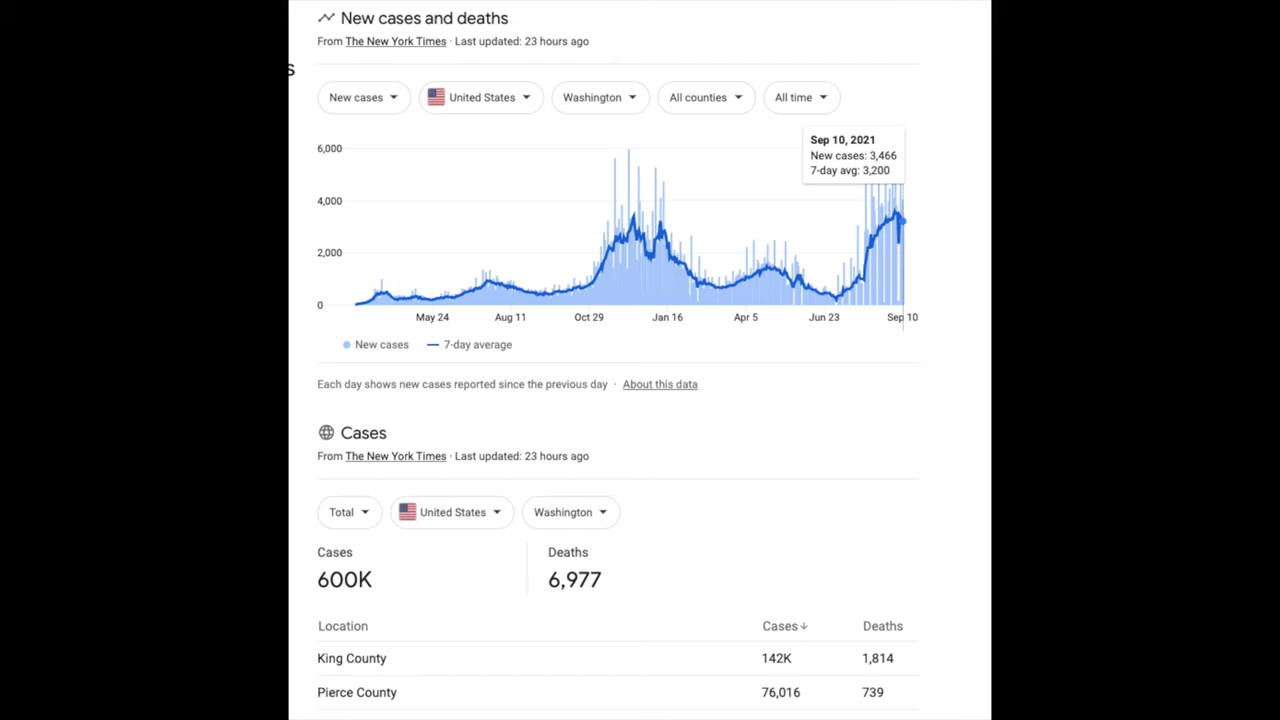 New cases and deaths
From The New York Times · Last updated: 23 hours ago
s
New cases United States Washington All counties All time
Sep 10, 2021
New cases: 3,466
7-day avg: 3,200
6,000
4,000
2,000
0
May 24 Aug 11 Oct 29 Jan 16 Apr 5 Jun 23 Sep 10
New cases 7-day average
Each day shows new cases reported since the previous day · About this data
Cases
From The New York Times · Last updated: 23 hours ago
Total United States Washington
Cases Deaths
600K 6,977
Location Cases↓ Deaths
King County 142K 1,814
Pierce County 76,016 739